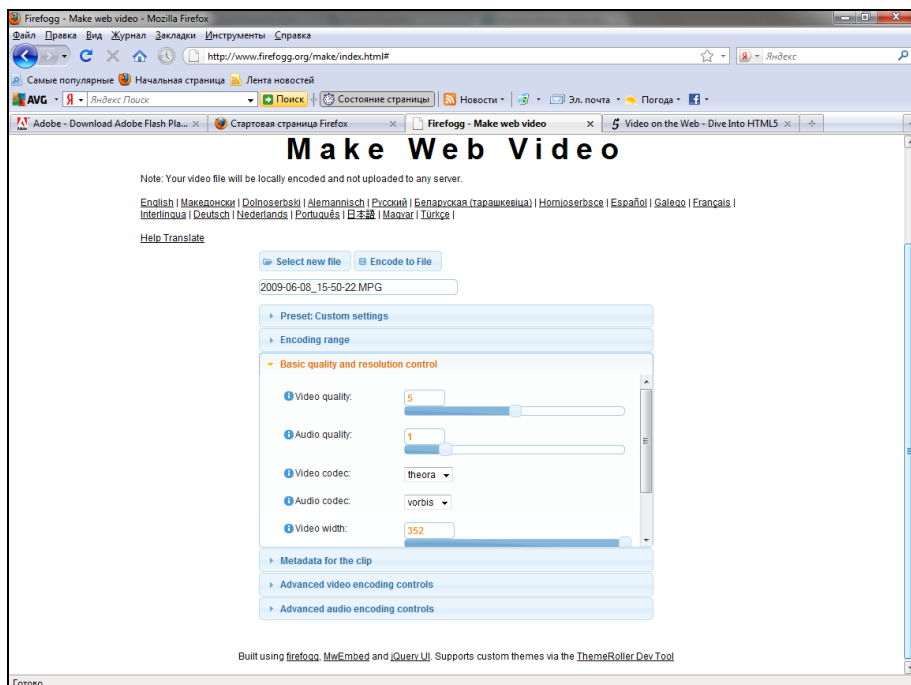 Firefogg - Make web video - Mozilla Firefox
Файл Правка Вид Журнал Закладки Инструменты Справка
http://www.firefogg.org/make/index.html# Яндекс
Самые популярные Начальная страница Лента новостей
AVG Я Яндекс Поиск Поиск Состояние страницы Новости Эл. почта Погода
Adobe - Download Adobe Flash Pla... Стартовая страница Firefox Firefogg - Make web video Video on the Web - Dive Into HTML5
Make Web Video
Note: Your video file will be locally encoded and not uploaded to any server.
English | Македонски | Dolnoserbski | Alemannisch | Русский | Беларуская (тарашкевіца) | Hornjoserbsce | Español | Galego | Français |
Interlingua | Deutsch | Nederlands | Português | 日本語 | Magyar | Türkçe |
Help Translate
Select new file Encode to File
2009-06-08_15-50-22.MPG
Preset: Custom settings
Encoding range
Basic quality and resolution control
Video quality: 5
Audio quality: 1
Video codec: theora
Audio codec: vorbis
Video width: 352
Metadata for the clip
Advanced video encoding controls
Advanced audio encoding controls
Built using firefogg, MwEmbed and jQuery UI. Supports custom themes via the ThemeRoller Dev Tool
Готово